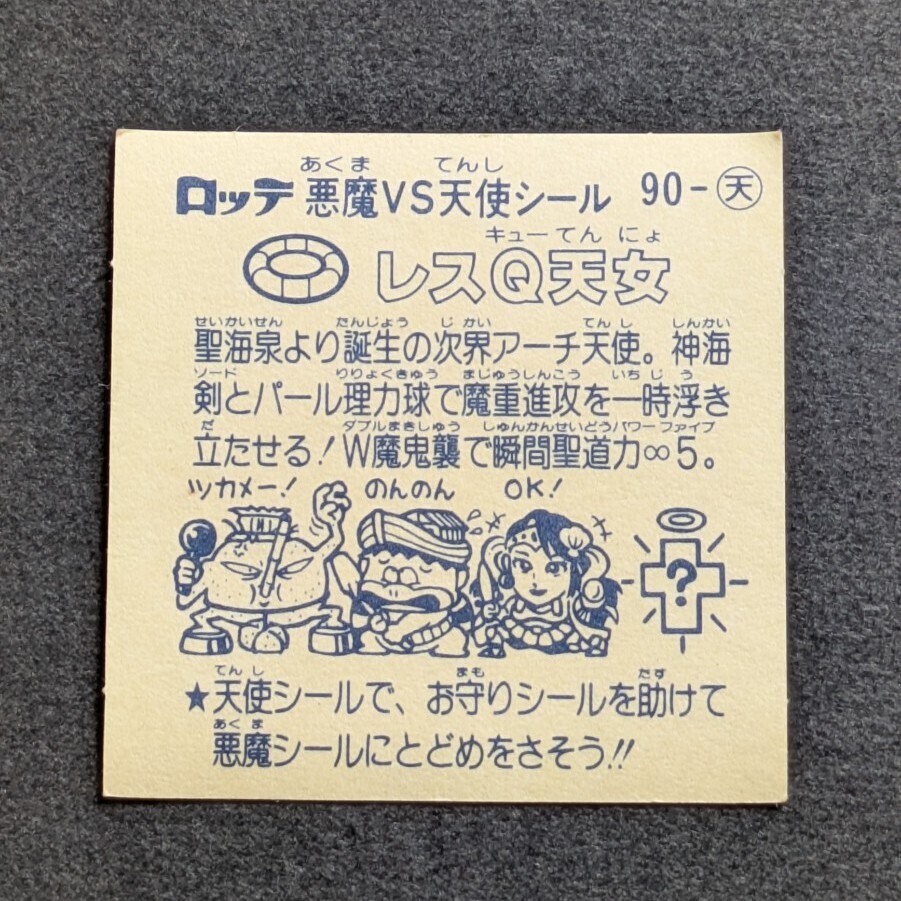 あくま てんし
ロッテ 悪魔VS天使シール 90-天
キューてんにょ
レスQ天女
せいかいせん たんじょう じかい てんし しんかい
聖海泉より誕生の次界アーチ天使。神海
ソード りりょくきゅう まじゅうしんこう いちじう
剣とパール理力球で魔重進攻を一時浮き
だ ダブルまきしゅう しゅんかんせいどうパワーファイブ
立たせる!W魔鬼襲で瞬間聖道力∞5。
ツカメー! のんのん OK!
?
てんし まも たす
★天使シールで、お守りシールを助けて
あくま
悪魔シールにとどめをさそう!!